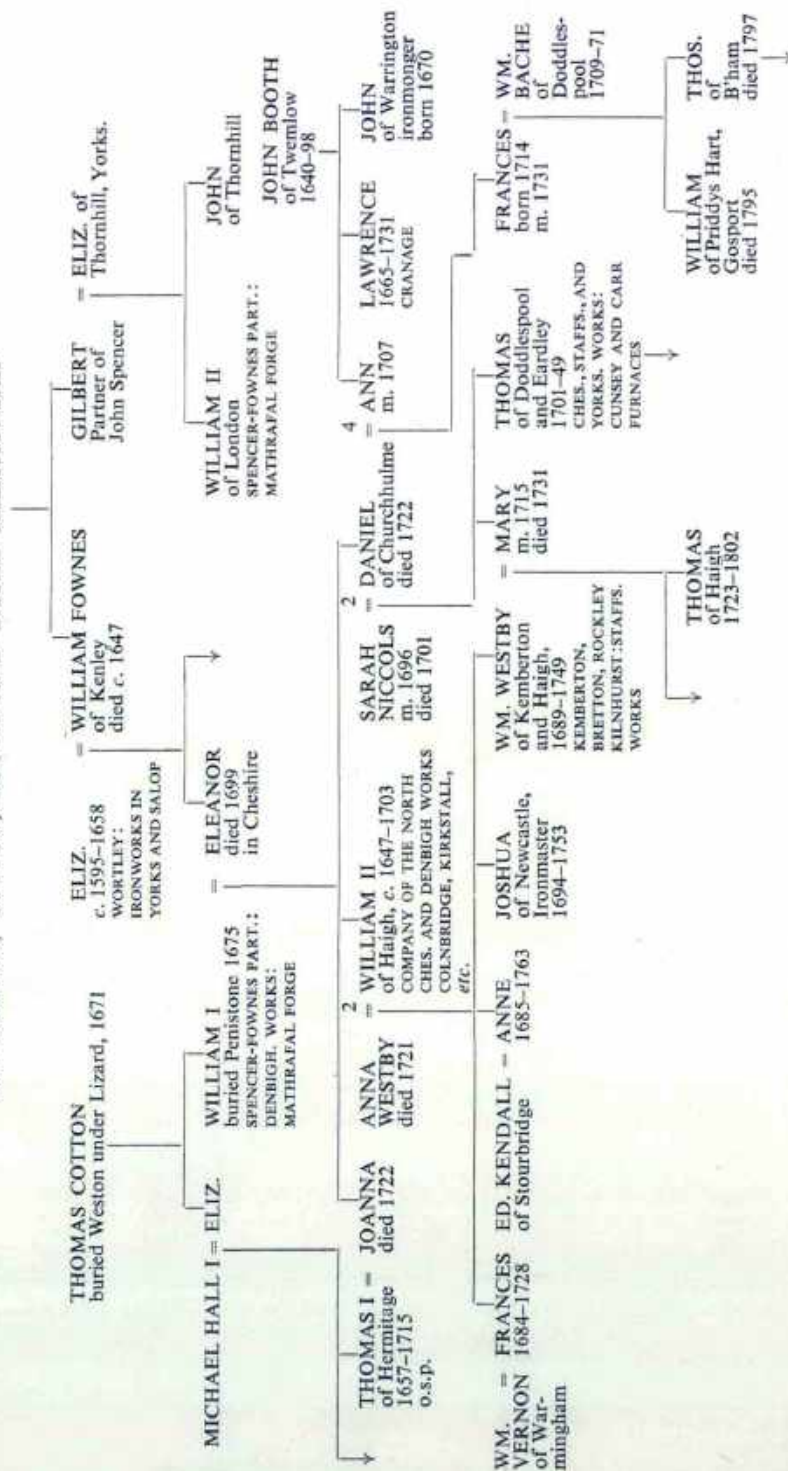 THOMAS COTTON
buried Weston under Lizard, 1671
ELIZ.
c. 1595–1658
WORTLEY:
IRONWORKS IN
YORKS AND SALOP
= WILLIAM FOWNES
of Kenley
died c. 1647
GILBERT
Partner of
John Spencer
= ELIZ. of
Thornhill, Yorks.
MICHAEL HALL I = ELIZ.
WILLIAM I
buried Penistone 1675
SPENCER-FOWNES PART.:
DENBIGH. WORKS:
MATHRAFAL FORGE
= ELEANOR
died 1699
in Cheshire
WILLIAM II
of London
SPENCER-FOWNES PART.:
MATHRAFAL FORGE
JOHN
of Thornhill
JOHN BOOTH
of Twemlow
1640–98
THOMAS I =
of Hermitage
1657–1715
o.s.p.
JOANNA
died 1722
ANNA
WESTBY
died 1721
2
= WILLIAM II
of Haigh, c. 1647–1703
COMPANY OF THE NORTH
CHES. AND DENBIGH WORKS
COLNBRIDGE, KIRKSTALL,
etc.
SARAH
NICCOLS
m. 1696
died 1701
2
= DANIEL
of Churchhulme
died 1722
4
= ANN
m. 1707
LAWRENCE
1665–1731
CRANAGE
JOHN
of Warrington
ironmonger
born 1670
WM. =
VERNON
of War-
mingham
FRANCES
1684–1728
ED. KENDALL =
of Stourbridge
ANNE
1685–1763
JOSHUA
of Newcastle,
Ironmaster
1694–1753
WM. WESTBY
of Kemberton
and Haigh,
1689–1749
KEMBERTON,
BRETTON, ROCKLEY
KILNHURST: STAFFS.
WORKS
= MARY
m. 1715
died 1731
THOMAS
of Doddlespool
and Eardley
1701–49
CHES., STAFFS., AND
YORKS. WORKS:
CUNSEY AND CARR
FURNACES
FRANCES =
born 1714
m. 1731
WM.
BACHE
of
Doddles-
pool
1709–71
THOMAS
of Haigh
1723–1802
WILLIAM
of Priddys Hart,
Gosport
died 1795
THOS.
of
B'ham
died 1797